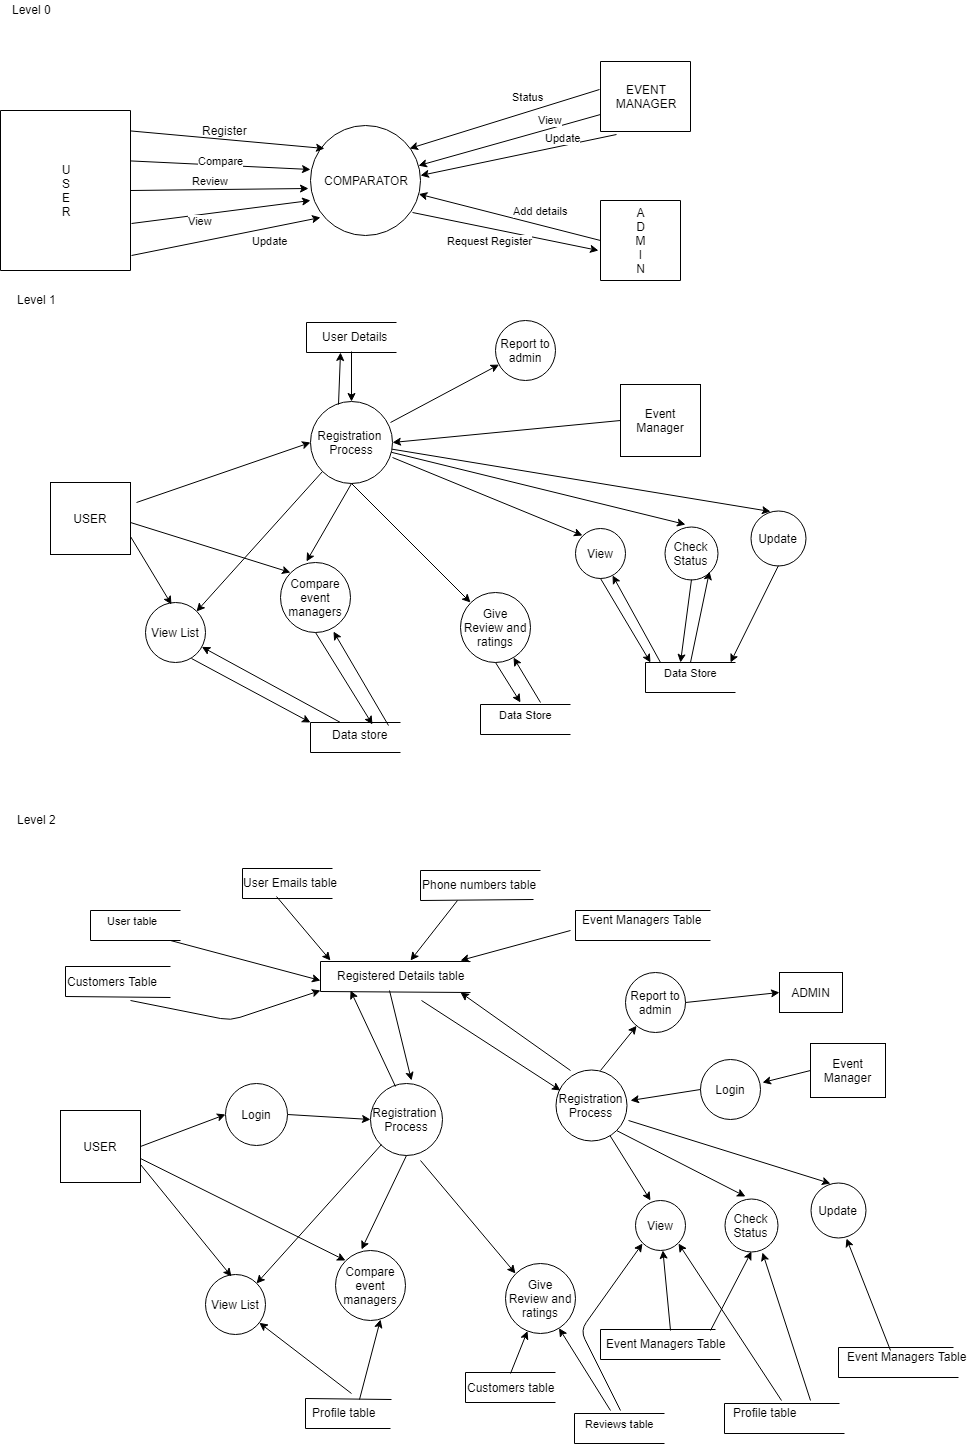 Level 0
EVENT
MANAGER
Status
View
Update
Register
Compare
Review
View
Update
U
S
E
R
COMPARATOR
Add details
Request Register
A
D
M
I
N
Level 1
User Details
Report to
admin
Registration
Process
Event
Manager
USER
View
Check
Status
Update
Compare
event
managers
View List
Give
Review and
ratings
Data Store
Data Store
Data store
Level 2
User Emails table
Phone numbers table
User table
Event Managers Table
Customers Table
Registered Details table
Report to
admin
ADMIN
Event
Manager
Login
Registration
Process
Login
Registration
Process
USER
View
Check
Status
Update
Compare
event
managers
View List
Give
Review and
ratings
Event Managers Table
Event Managers Table
Customers table
Profile table
Profile table
Reviews table